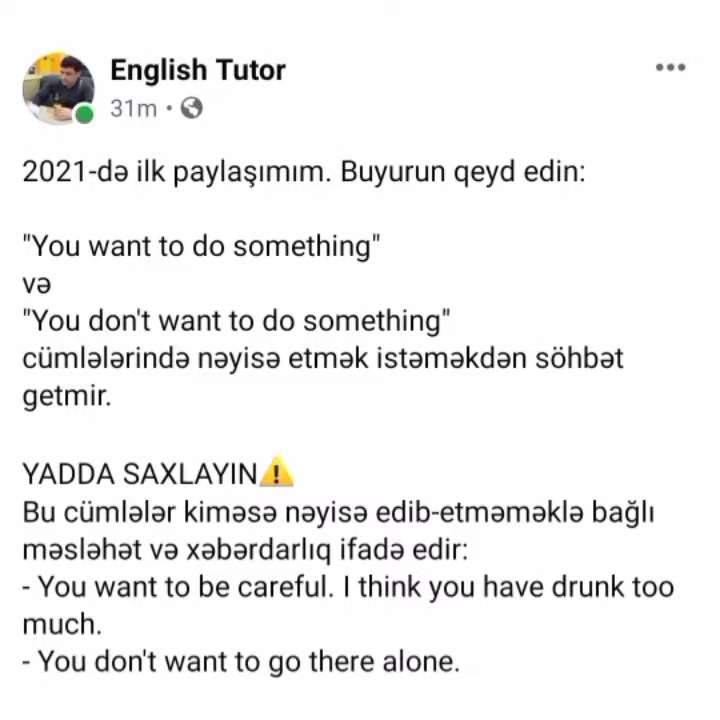 English Tutor
31m ·
2021-də ilk paylaşımım. Buyurun qeyd edin:
"You want to do something"
və
"You don't want to do something"
cümlələrində nəyisə etmək istəməkdən söhbət
getmir.
YADDA SAXLAYIN⚠️
Bu cümlələr kiməsə nəyisə edib-etməməklə bağlı
məsləhət və xəbərdarlıq ifadə edir:
- You want to be careful. I think you have drunk too
much.
- You don't want to go there alone.